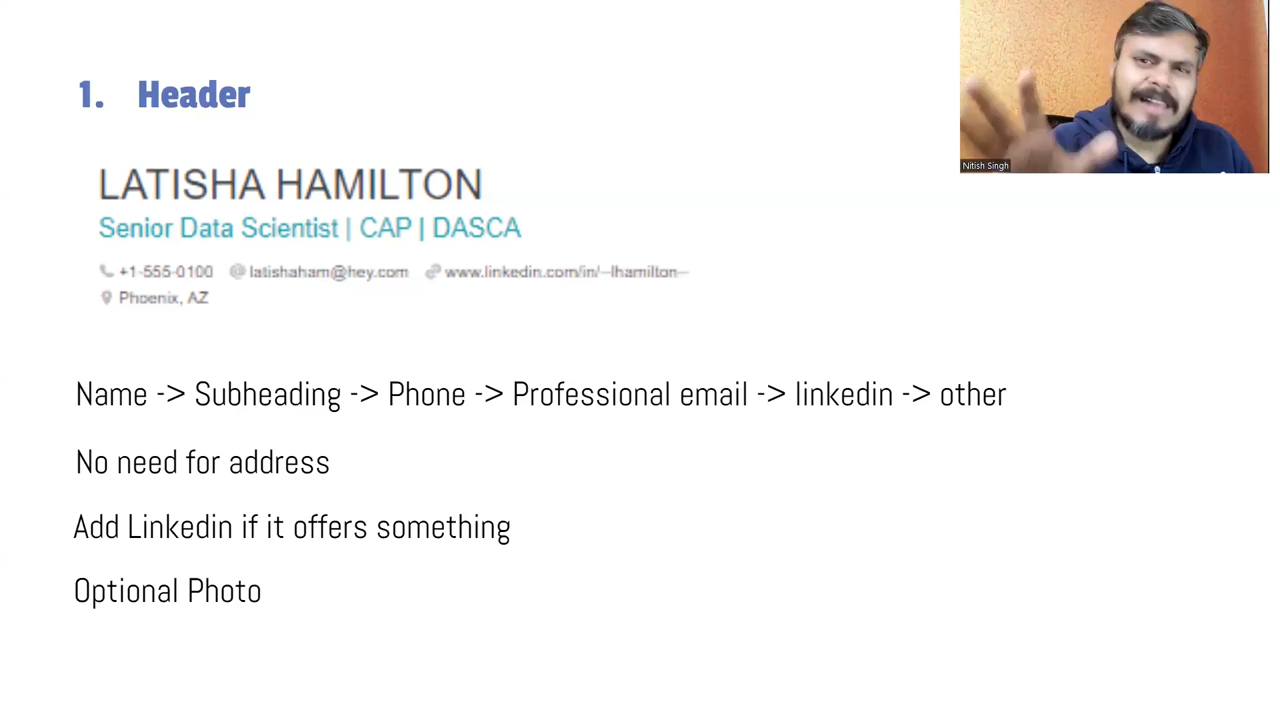 1. Header
LATISHA HAMILTON
Senior Data Scientist | CAP | DASCA
+1-555-0100 @ latishaham@hey.com www.linkedin.com/in/--lhamilton--
Phoenix, AZ
Name -> Subheading -> Phone -> Professional email -> linkedin -> other
No need for address
Add Linkedin if it offers something
Optional Photo
Nitish Singh